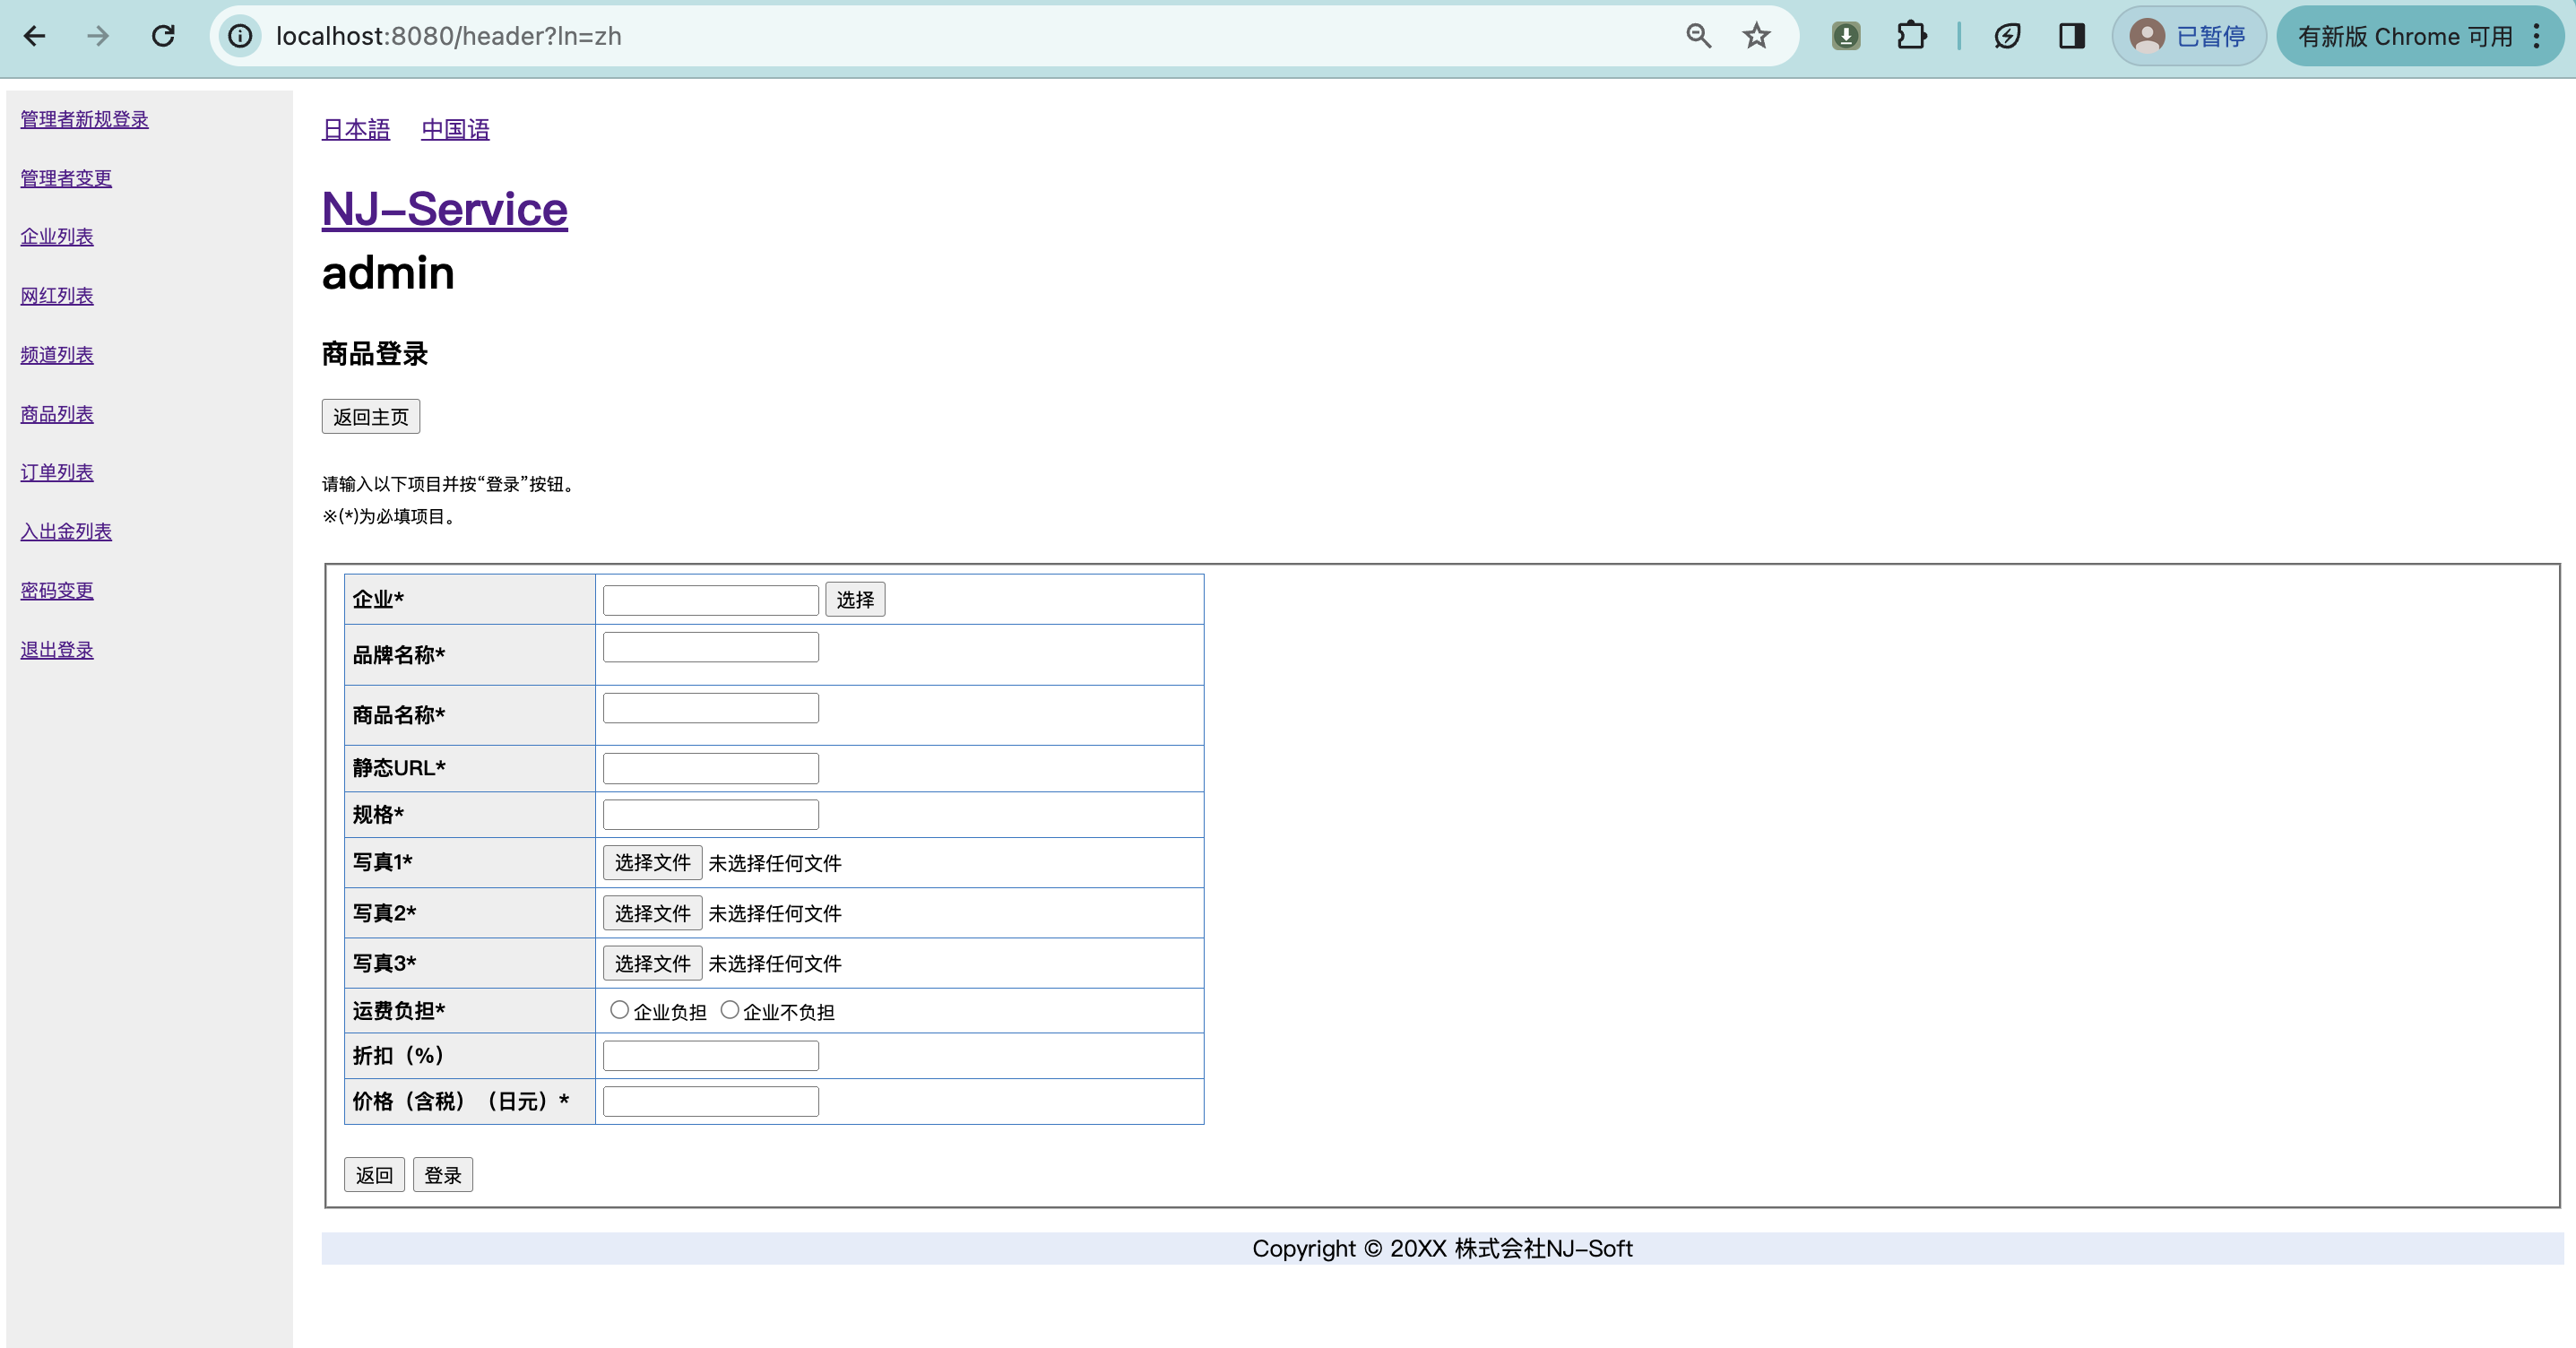 localhost:8080/header?ln=zh
已暂停
有新版 Chrome 可用
管理者新规登录
管理者变更
企业列表
网红列表
频道列表
商品列表
订单列表
入出金列表
密码变更
退出登录
日本語 中国语
NJ-Service
admin
商品登录
返回主页
请输入以下项目并按“登录”按钮。
※(*)为必填项目。
企业* 选择
品牌名称*
商品名称*
静态URL*
规格*
写真1* 选择文件 未选择任何文件
写真2* 选择文件 未选择任何文件
写真3* 选择文件 未选择任何文件
运费负担* 企业负担 企业不负担
折扣（%）
价格（含税）（日元）*
返回 登录
Copyright © 20XX 株式会社NJ-Soft